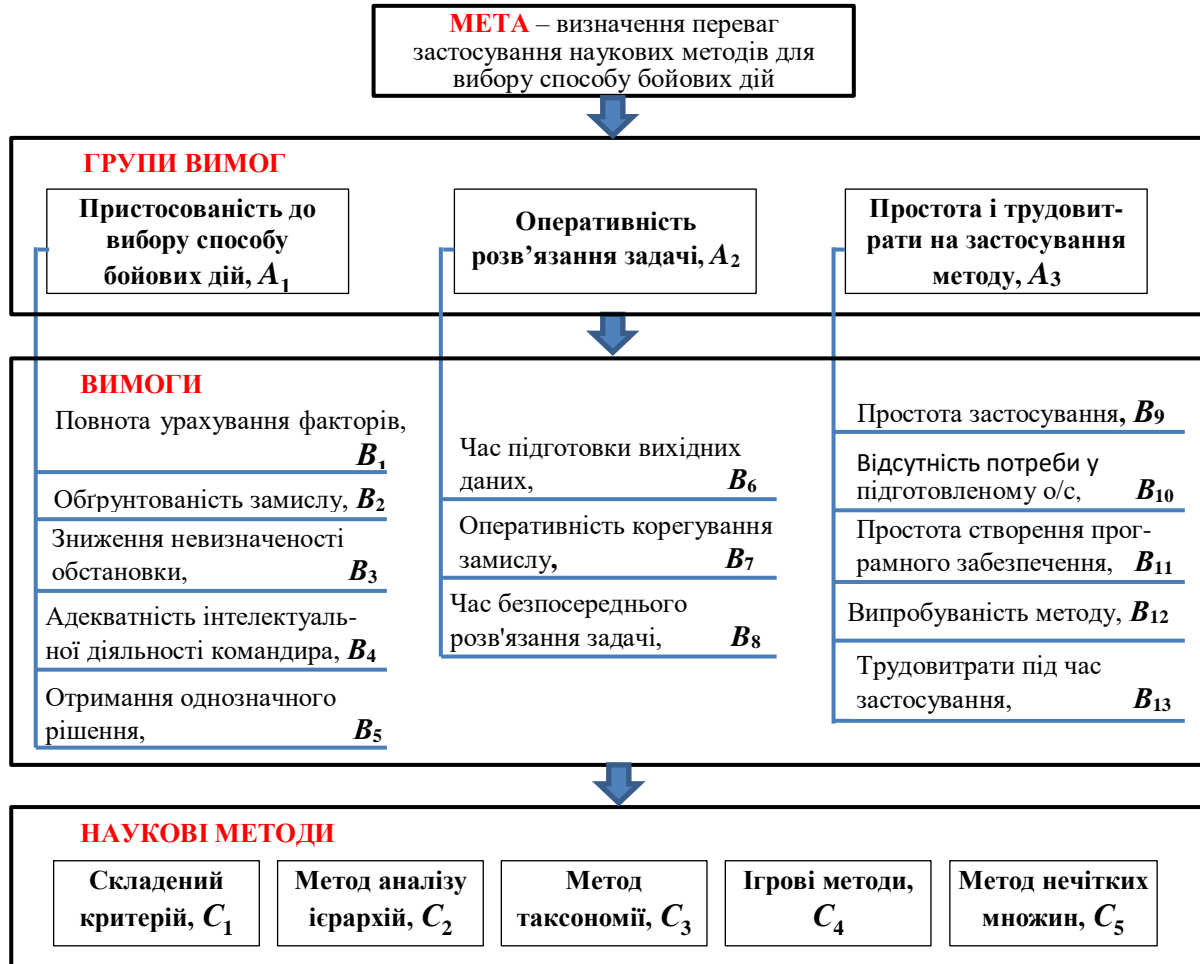 МЕТА – визначення переваг
застосування наукових методів для
вибору способу бойових дій
ГРУПИ ВИМОГ
Пристосованість до
вибору способу
бойових дій, A1
Оперативність
розв’язання задачі, A2
Простота і трудовит-
рати на застосування
методу, A3
ВИМОГИ
Повнота урахування факторів,
B1
Обґрунтованість замислу, B2
Зниження невизначеності
обстановки, B3
Адекватність інтелектуаль-
ної діяльності командира, B4
Отримання однозначного
рішення, B5
Час підготовки вихідних
даних, B6
Оперативність корегування
замислу, B7
Час безпосереднього
розв'язання задачі, B8
Простота застосування, B9
Відсутність потреби у
підготовленому о/с, B10
Простота створення прог-
рамного забезпечення, B11
Випробуваність методу, B12
Трудовитрати під час
застосування, B13
НАУКОВІ МЕТОДИ
Складений
критерій, C1
Метод аналізу
ієрархій, C2
Метод
таксономії, C3
Ігрові методи,
C4
Метод нечітких
множин, C5